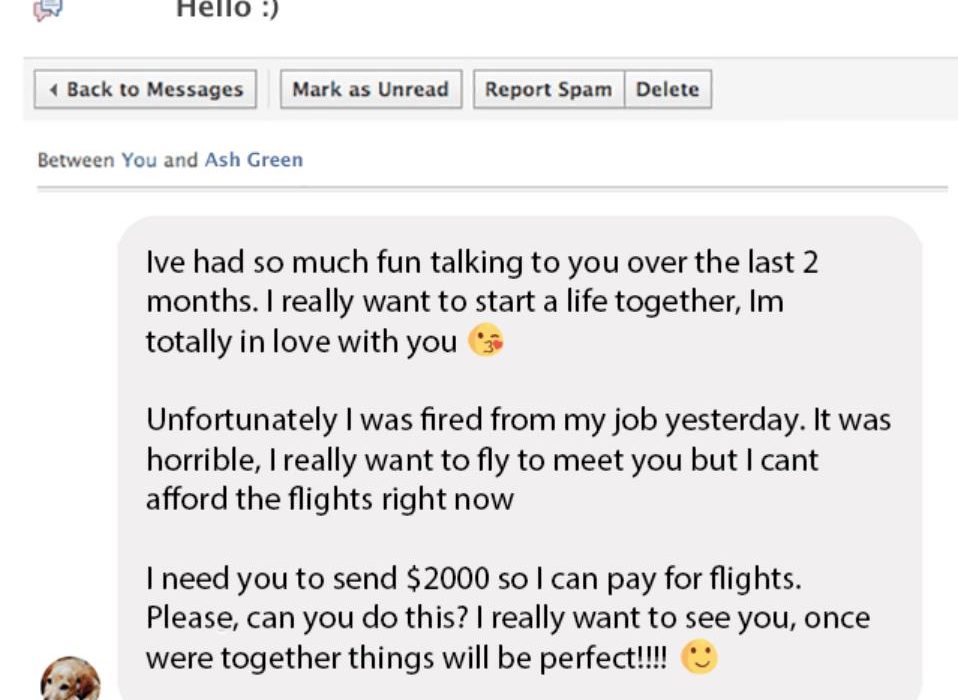 Hello :)
Back to Messages
Mark as Unread
Report Spam
Delete
Between You and Ash Green
Ive had so much fun talking to you over the last 2
months. I really want to start a life together, Im
totally in love with you 😘
Unfortunately I was fired from my job yesterday. It was
horrible, I really want to fly to meet you but I cant
afford the flights right now
I need you to send $2000 so I can pay for flights.
Please, can you do this? I really want to see you, once
were together things will be perfect!!!! 🙂